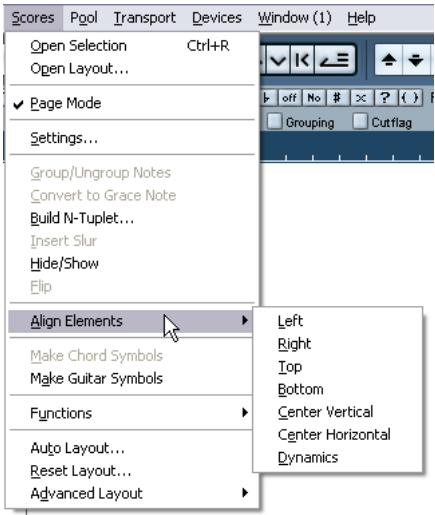 Scores Pool Transport Devices Window (1) Help
Open Selection Ctrl+R
Open Layout...
Page Mode
Settings...
Group/Ungroup Notes
Convert to Grace Note
Build N-Tuplet...
Insert Slur
Hide/Show
Flip
Align Elements
Make Chord Symbols
Make Guitar Symbols
Functions
Auto Layout...
Reset Layout...
Advanced Layout
off No # x ? ( )
Grouping Cutflag
Left
Right
Top
Bottom
Center Vertical
Center Horizontal
Dynamics